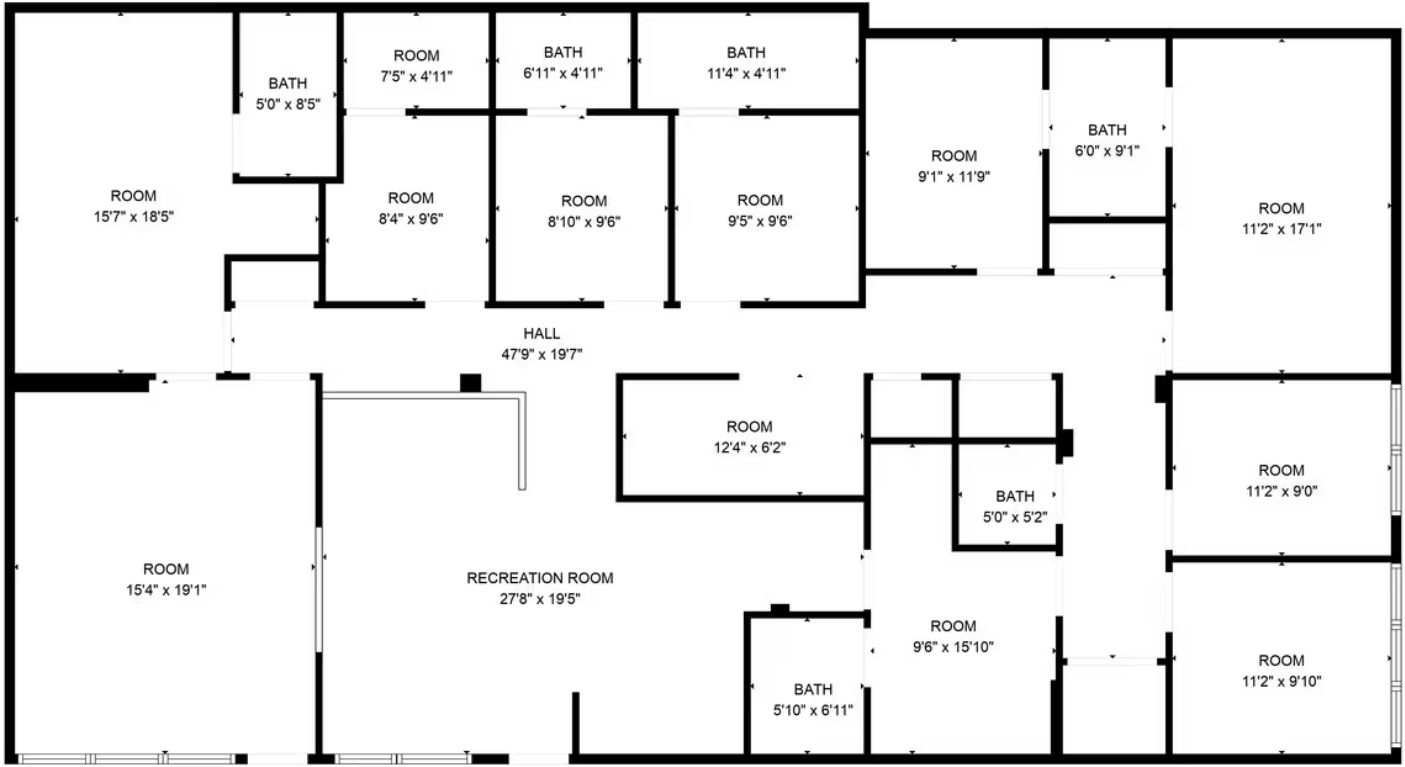 ROOM
15'7" x 18'5"
BATH
5'0" x 8'5"
ROOM
7'5" x 4'11"
BATH
6'11" x 4'11"
BATH
11'4" x 4'11"
ROOM
8'4" x 9'6"
ROOM
8'10" x 9'6"
ROOM
9'5" x 9'6"
ROOM
9'1" x 11'9"
BATH
6'0" x 9'1"
ROOM
11'2" x 17'1"
HALL
47'9" x 19'7"
ROOM
12'4" x 6'2"
ROOM
11'2" x 9'0"
BATH
5'0" x 5'2"
ROOM
15'4" x 19'1"
RECREATION ROOM
27'8" x 19'5"
ROOM
9'6" x 15'10"
BATH
5'10" x 6'11"
ROOM
11'2" x 9'10"